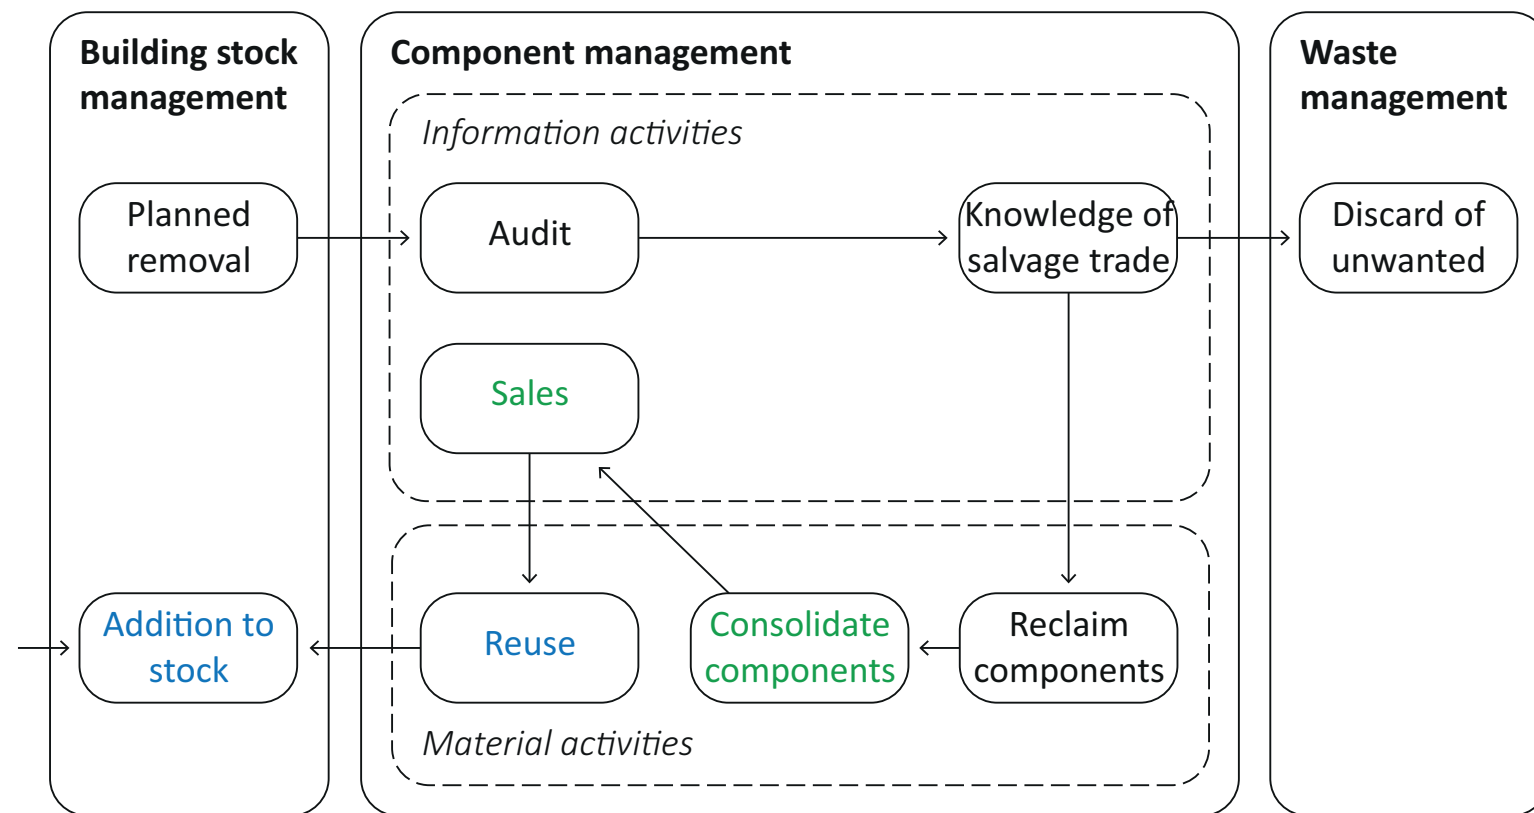 Building stock
management
Component management
Waste
management
Information activities
Planned
removal
Audit
Knowledge of
salvage trade
Discard of
unwanted
Sales
Addition to
stock
Reuse
Consolidate
components
Reclaim
components
Material activities